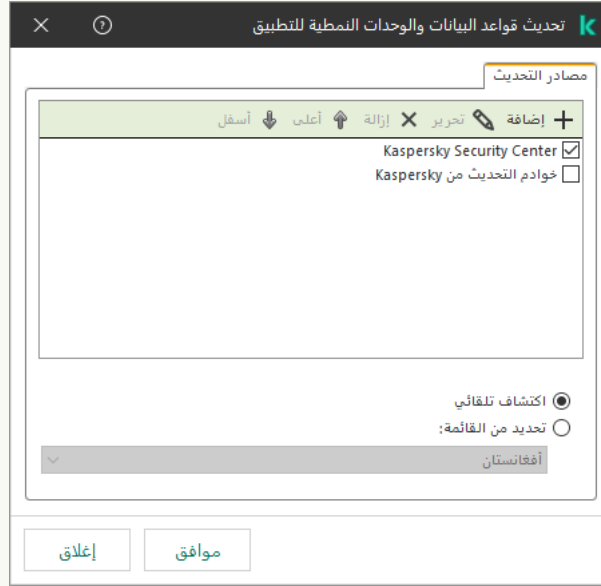 تحديث قواعد البيانات والوحدات النمطية للتطبيق
مصادر التحديث
إضافة تحرير إزالة أعلى أسفل
Kaspersky Security Center
خوادم التحديث من Kaspersky
اكتشاف تلقائي
تحديد من القائمة:
أفغانستان
موافق إغلاق